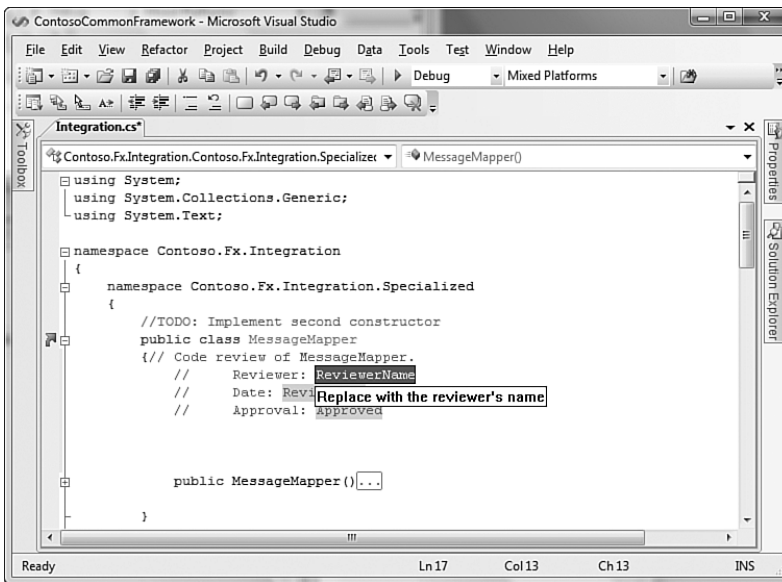 ContosoCommonFramework - Microsoft Visual Studio
File Edit View Refactor Project Build Debug Data Tools Test Window Help
Debug Mixed Platforms
Integration.cs*
Toolbox
Contoso.Fx.Integration.Contoso.Fx.Integration.Specialized MessageMapper()
Properties
Solution Explorer
using System;
using System.Collections.Generic;
using System.Text;
namespace Contoso.Fx.Integration
{
namespace Contoso.Fx.Integration.Specialized
{
//TODO: Implement second constructor
public class MessageMapper
{// Code review of MessageMapper.
// Reviewer: ReviewerName
// Date: Revi
Replace with the reviewer's name
// Approval: Approved
public MessageMapper()...
}
Ready Ln 17 Col 13 Ch 13 INS